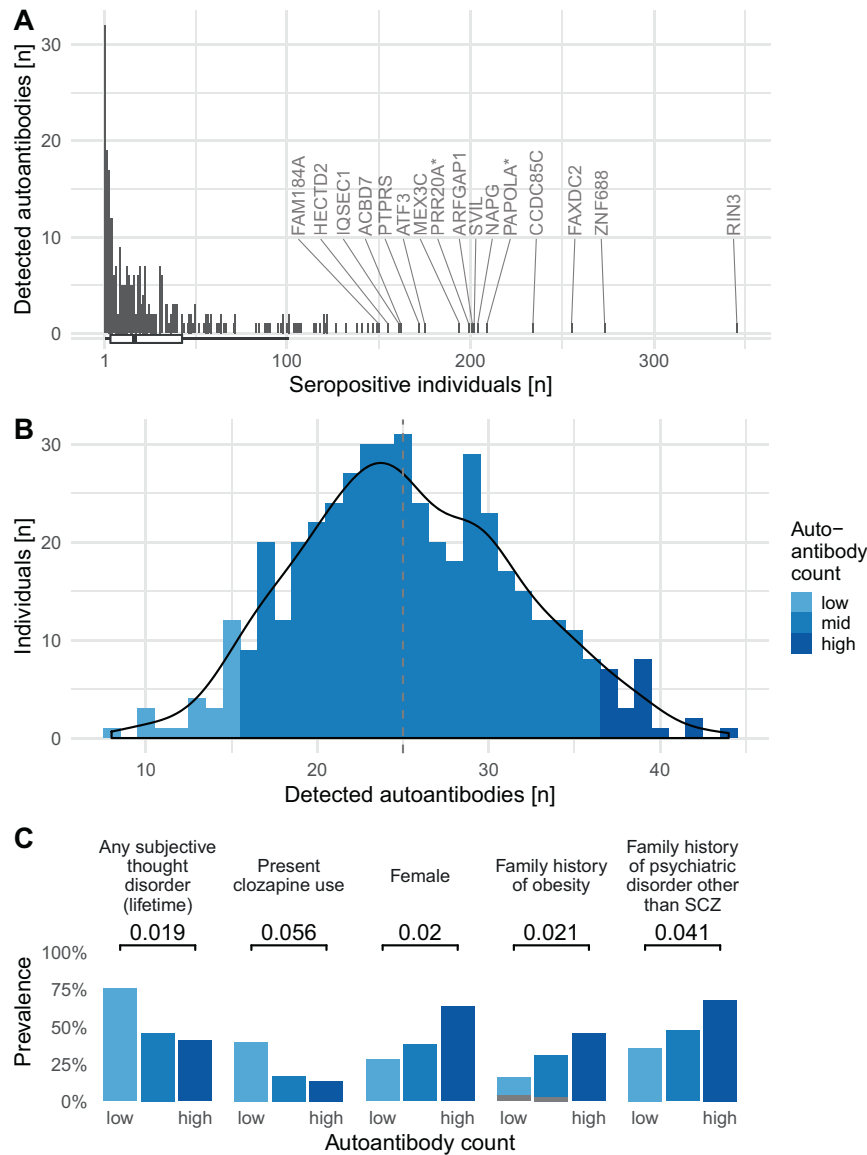 A
Detected autoantibodies [n]
30
20
10
0
FAM184A
HECTD2
IQSEC1
ACBD7
PTPRS
ATF3
MEX3C
PRR20A*
ARFGAP1
SVIL
NAPG
PAPOLA*
CCDC85C
FAXDC2
ZNF688
RIN3
1
100
200
300
Seropositive individuals [n]
B
Individuals [n]
30
20
10
0
10
20
30
40
Detected autoantibodies [n]
Auto−
antibody
count
low
mid
high
C
Any subjective
thought
disorder
(lifetime)
Present
clozapine use
Female
Family history
of obesity
Family history
of psychiatric
disorder other
than SCZ
0.019
0.056
0.02
0.021
0.041
Prevalence
100%
75%
50%
25%
0%
low high
low high
low high
low high
low high
Autoantibody count